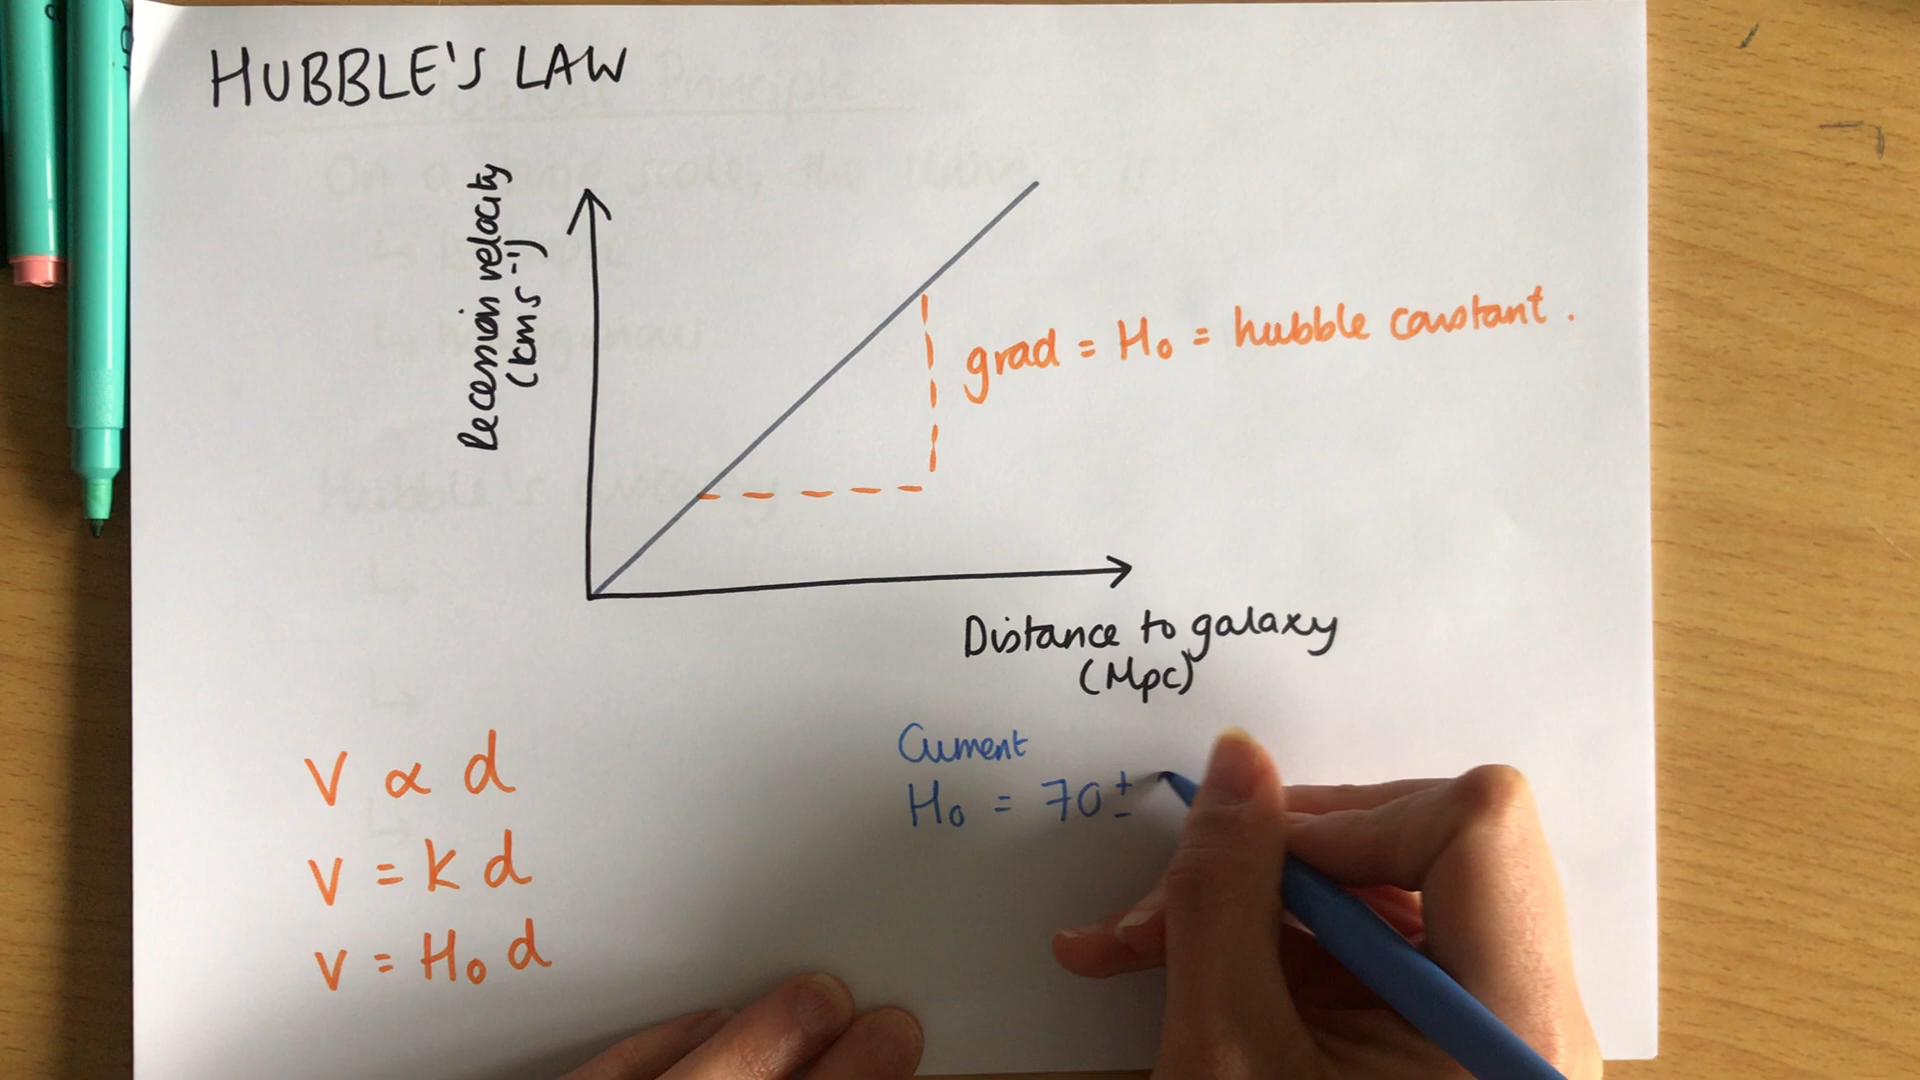 HUBBLE'S LAW
Recession velocity
(kms⁻¹)
grad = H₀ = hubble constant.
Distance to galaxy
(Mpc)
V ∝ d
V = k d
V = H₀ d
Current
H₀ = 70 ±